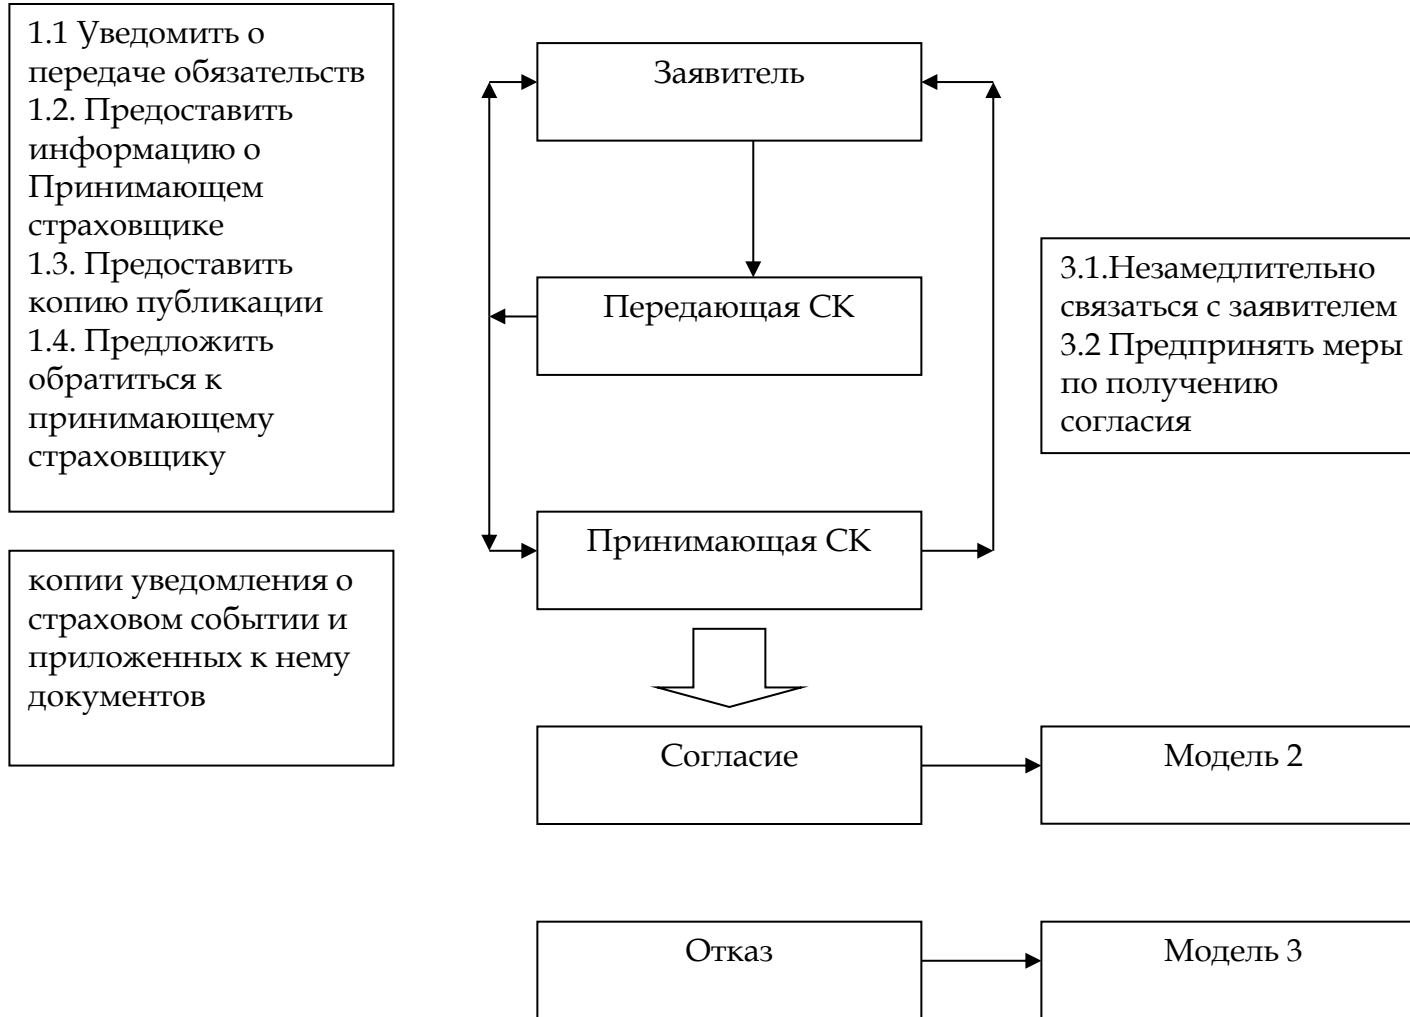 1.1 Уведомить о
передаче обязательств
1.2. Предоставить
информацию о
Принимающем
страховщике
1.3. Предоставить
копию публикации
1.4. Предложить
обратиться к
принимающему
страховщику
копии уведомления о
страховом событии и
приложенных к нему
документов
Заявитель
Передающая СК
Принимающая СК
3.1.Незамедлительно
связаться с заявителем
3.2 Предпринять меры
по получению
согласия
Согласие
Модель 2
Отказ
Модель 3